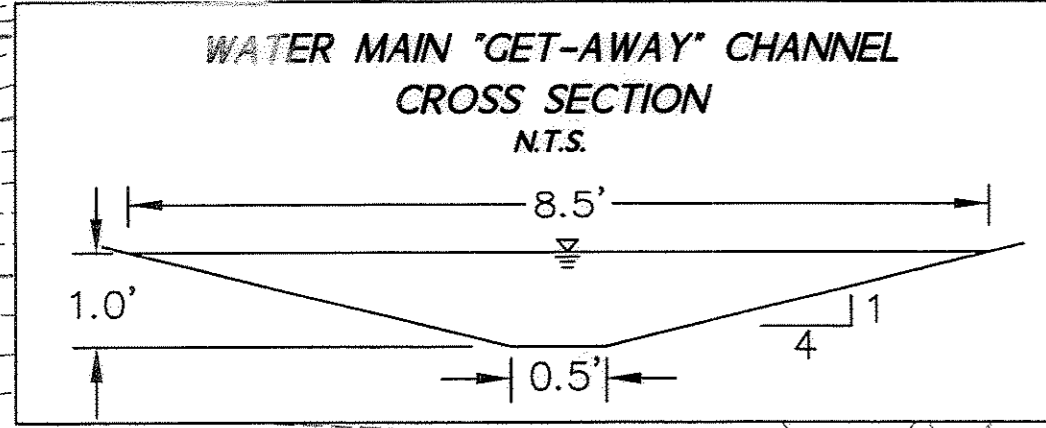 WATER MAIN "GET-AWAY" CHANNEL
CROSS SECTION
N.T.S.
8.5'
1.0'
1
4
0.5'